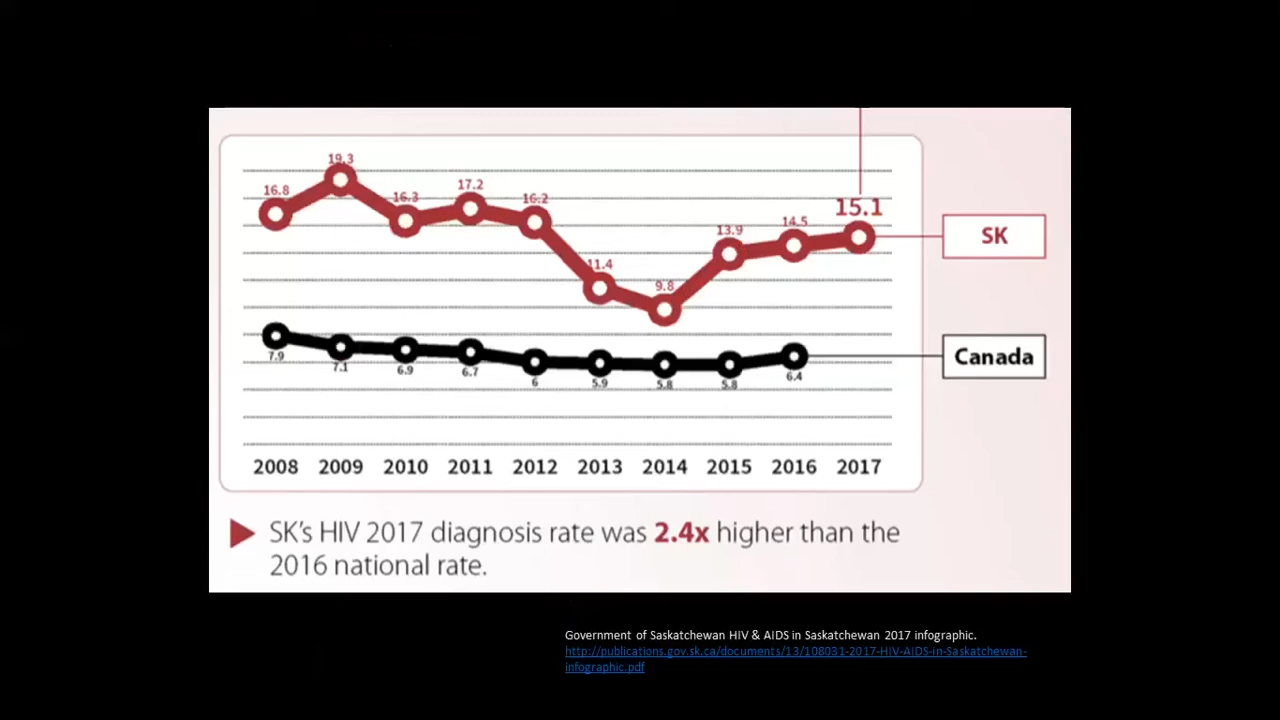 19.3
16.8
16.3
17.2
16.2
11.4
9.8
13.9
14.5
15.1
SK
7.9
7.1
6.9
6.7
6
5.9
5.8
5.8
6.4
Canada
2008 2009 2010 2011 2012 2013 2014 2015 2016 2017
SK's HIV 2017 diagnosis rate was 2.4x higher than the
2016 national rate.
Government of Saskatchewan HIV & AIDS in Saskatchewan 2017 infographic.
http://publications.gov.sk.ca/documents/13/108031-2017-HIV-AIDS-in-Saskatchewan-
infographic.pdf